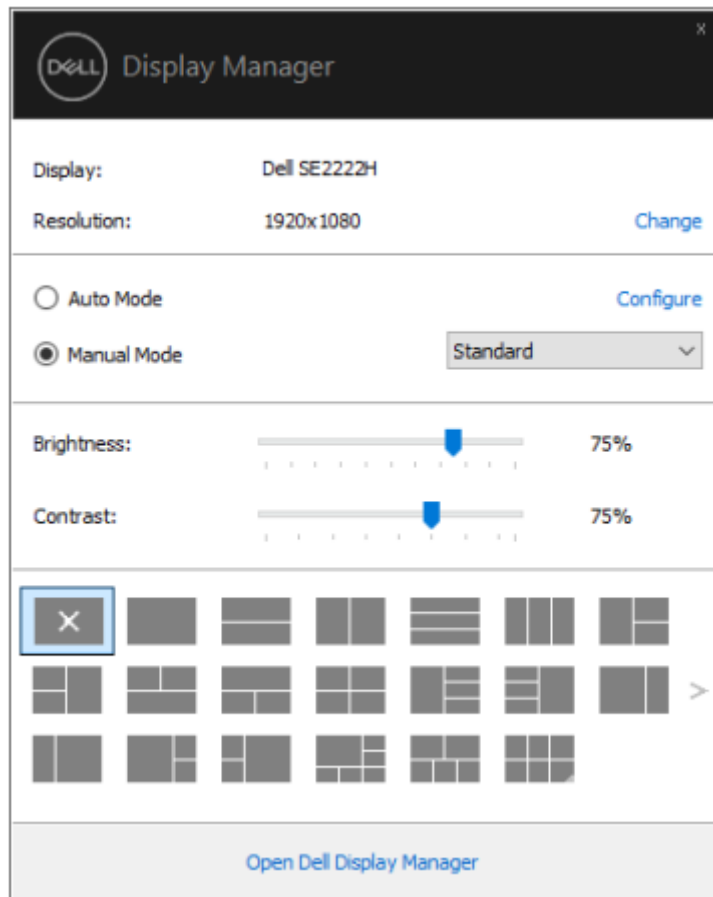 x
DELL Display Manager
Display: Dell SE2222H
Resolution: 1920x1080 Change
Auto Mode Configure
Manual Mode Standard
Brightness: 75%
Contrast: 75%
Open Dell Display Manager